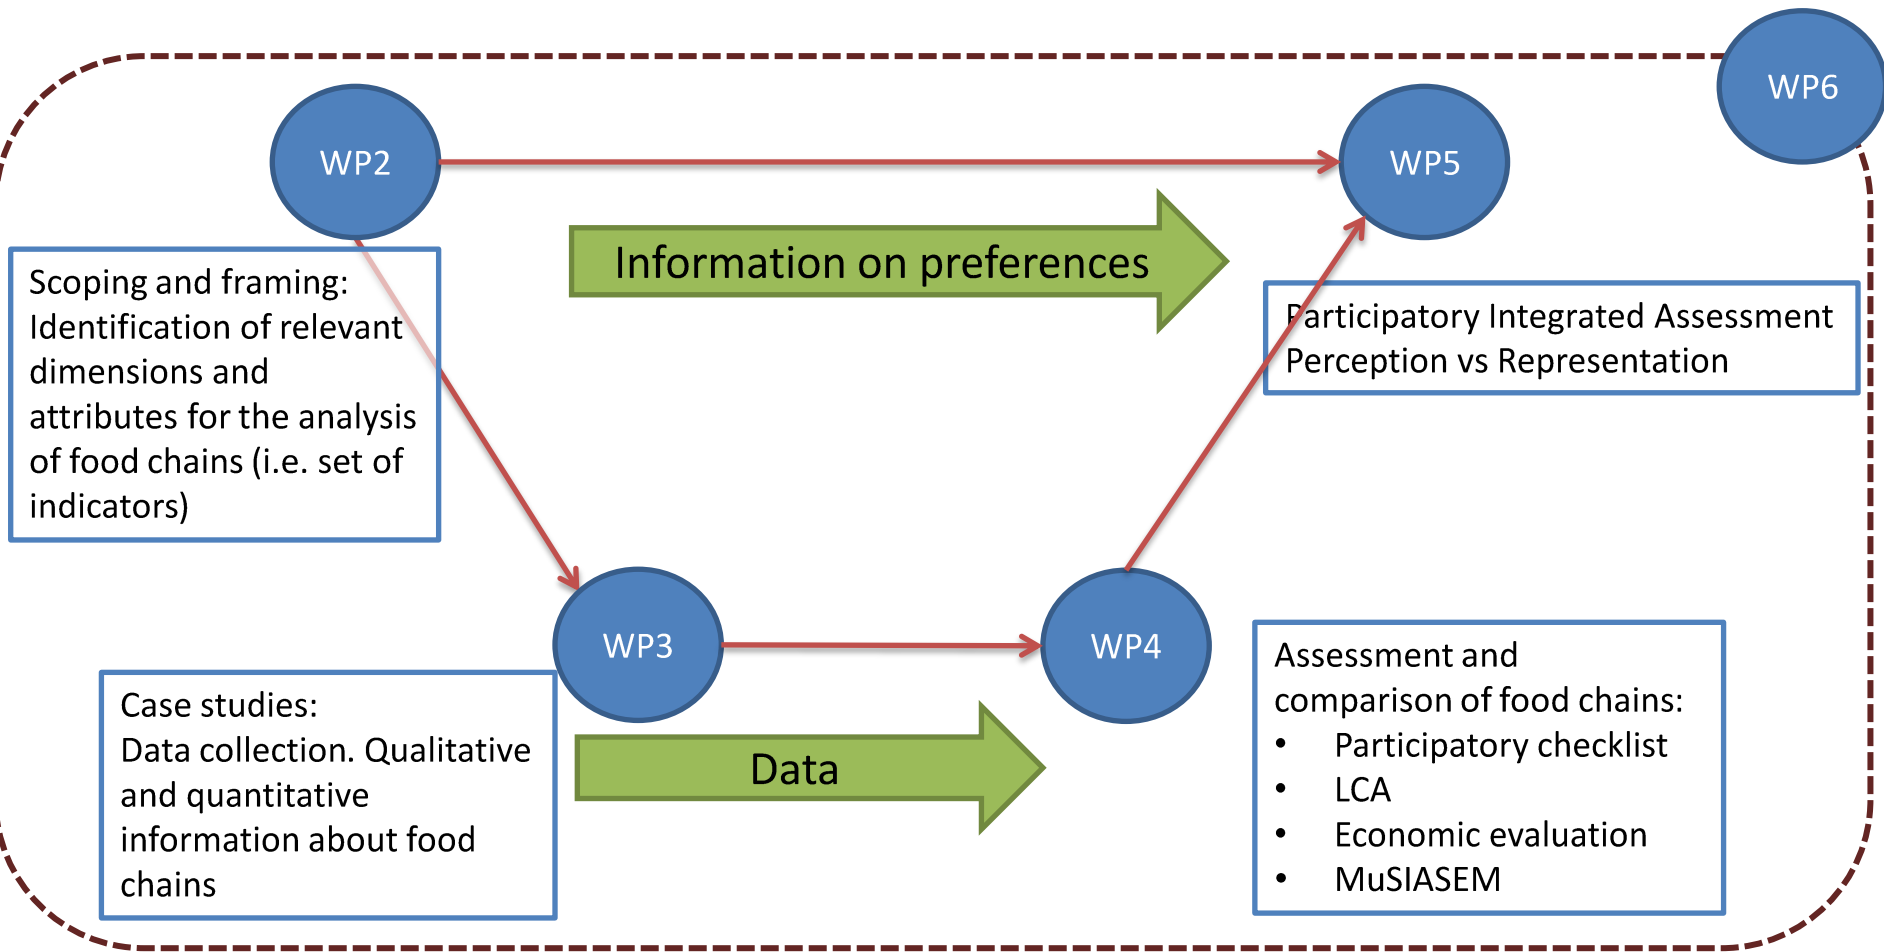 WP6
WP2
WP5
Scoping and framing:
Identification of relevant
dimensions and
attributes for the analysis
of food chains (i.e. set of
indicators)
Information on preferences
Participatory Integrated Assessment
Perception vs Representation
WP3
WP4
Case studies:
Data collection. Qualitative
and quantitative
information about food
chains
Data
Assessment and
comparison of food chains:
• Participatory checklist
• LCA
• Economic evaluation
• MuSIASEM